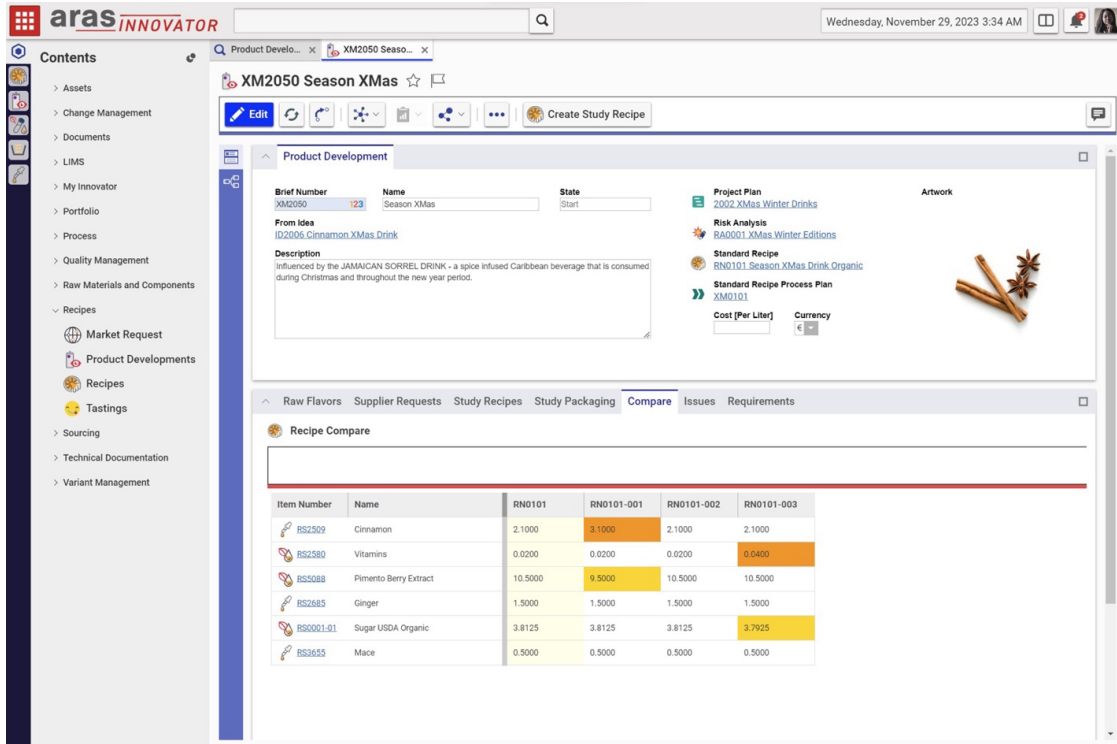 aras INNOVATOR
Wednesday, November 29, 2023 3:34 AM
2
Contents
Assets
Change Management
Documents
LIMS
My Innovator
Portfolio
Process
Quality Management
Raw Materials and Components
Recipes
Market Request
Product Developments
Recipes
Tastings
Sourcing
Technical Documentation
Variant Management
Product Develo... x XM2050 Seaso... x
XM2050 Season XMas
Edit Create Study Recipe
Product Development
Brief Number Name State
XM2050 123 Season XMas Start
From Idea
ID2006 Cinnamon XMas Drink
Description
Influenced by the JAMAICAN SORREL DRINK - a spice infused Caribbean beverage that is consumed
during Christmas and throughout the new year period.
Project Plan
2002 XMas Winter Drinks
Risk Analysis
RA0001 XMas Winter Editions
Standard Recipe
RN0101 Season XMas Drink Organic
Standard Recipe Process Plan
XM0101
Cost [Per Liter] Currency
€
Artwork
Raw Flavors Supplier Requests Study Recipes Study Packaging Compare Issues Requirements
Recipe Compare
Item Number Name RN0101 RN0101-001 RN0101-002 RN0101-003
RS2509 Cinnamon 2.1000 3.1000 2.1000 2.1000
RS2580 Vitamins 0.0200 0.0200 0.0200 0.0400
RS5088 Pimento Berry Extract 10.5000 9.5000 10.5000 10.5000
RS2685 Ginger 1.5000 1.5000 1.5000 1.5000
RS0001-01 Sugar USDA Organic 3.8125 3.8125 3.8125 3.7925
RS3655 Mace 0.5000 0.5000 0.5000 0.5000